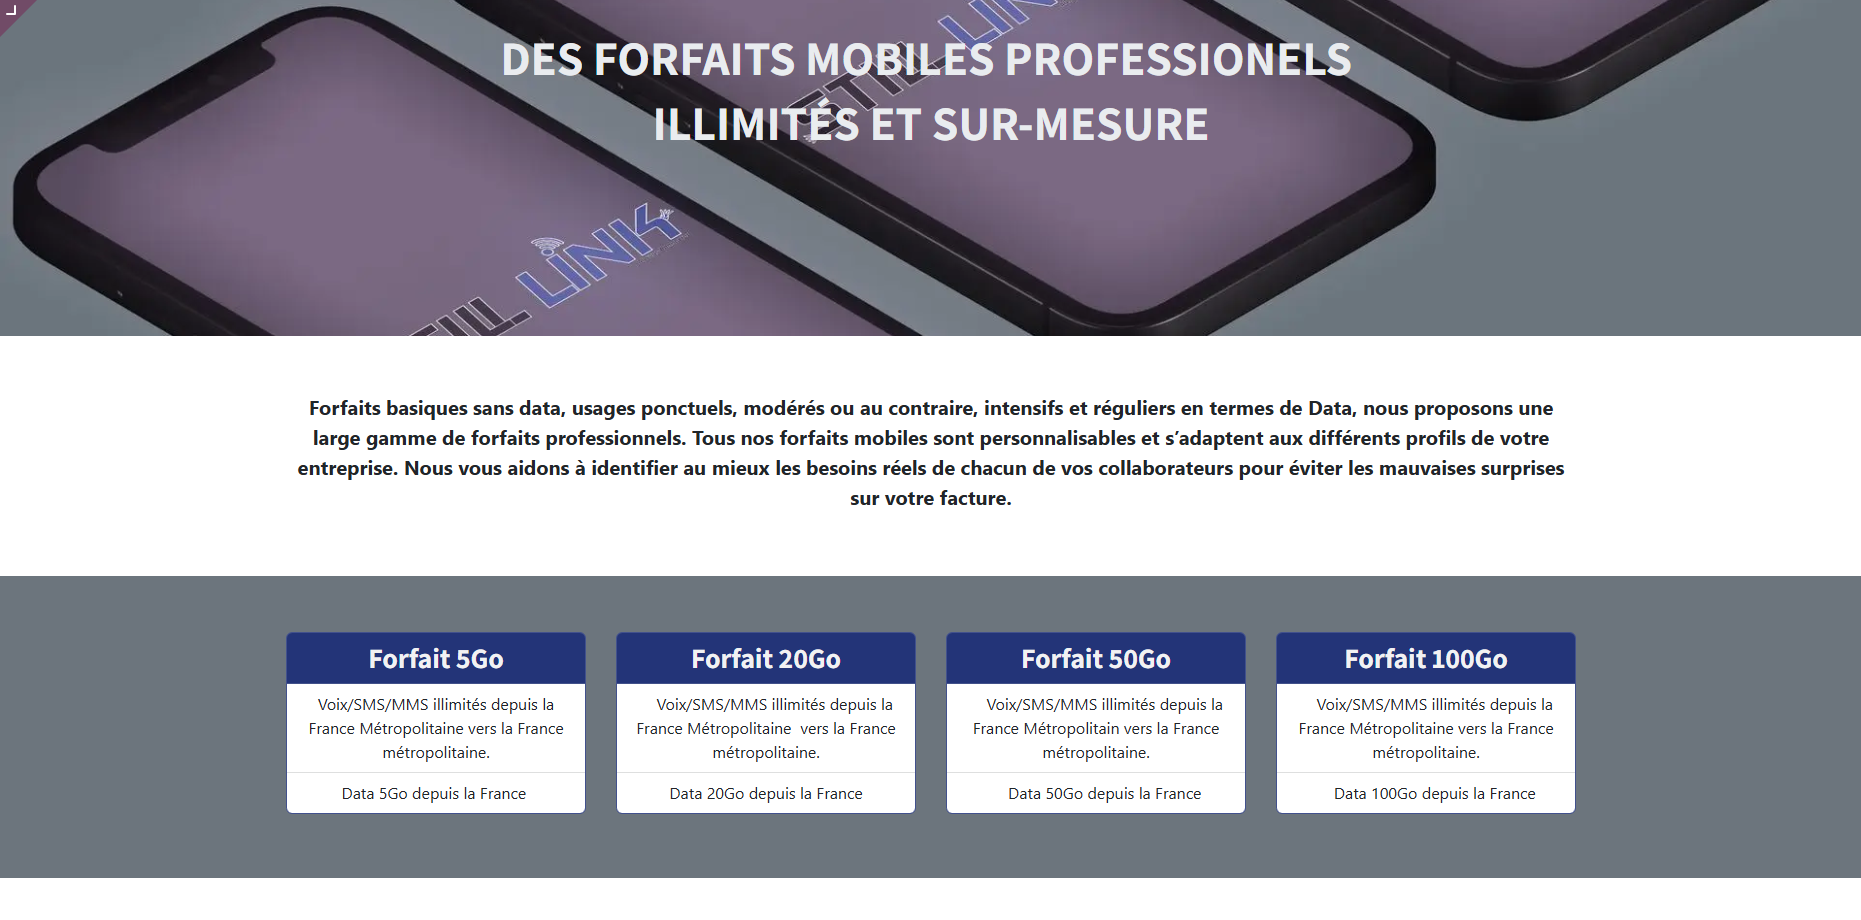 LINK
DES FORFAITS MOBILES PROFESSIONELS
STIL
ILLIMITÉS ET SUR-MESURE
LINK
Forfaits basiques sans data, usages ponctuels, modérés ou au contraire, intensifs et réguliers en termes de Data, nous proposons une
large gamme de forfaits professionnels. Tous nos forfaits mobiles sont personnalisables et s’adaptent aux différents profils de votre
entreprise. Nous vous aidons à identifier au mieux les besoins réels de chacun de vos collaborateurs pour éviter les mauvaises surprises
sur votre facture.
Forfait 5Go
Voix/SMS/MMS illimités depuis la
France Métropolitaine vers la France
métropolitaine.
Data 5Go depuis la France
Forfait 20Go
Voix/SMS/MMS illimités depuis la
France Métropolitaine vers la France
métropolitaine.
Data 20Go depuis la France
Forfait 50Go
Voix/SMS/MMS illimités depuis la
France Métropolitain vers la France
métropolitaine.
Data 50Go depuis la France
Forfait 100Go
Voix/SMS/MMS illimités depuis la
France Métropolitaine vers la France
métropolitaine.
Data 100Go depuis la France